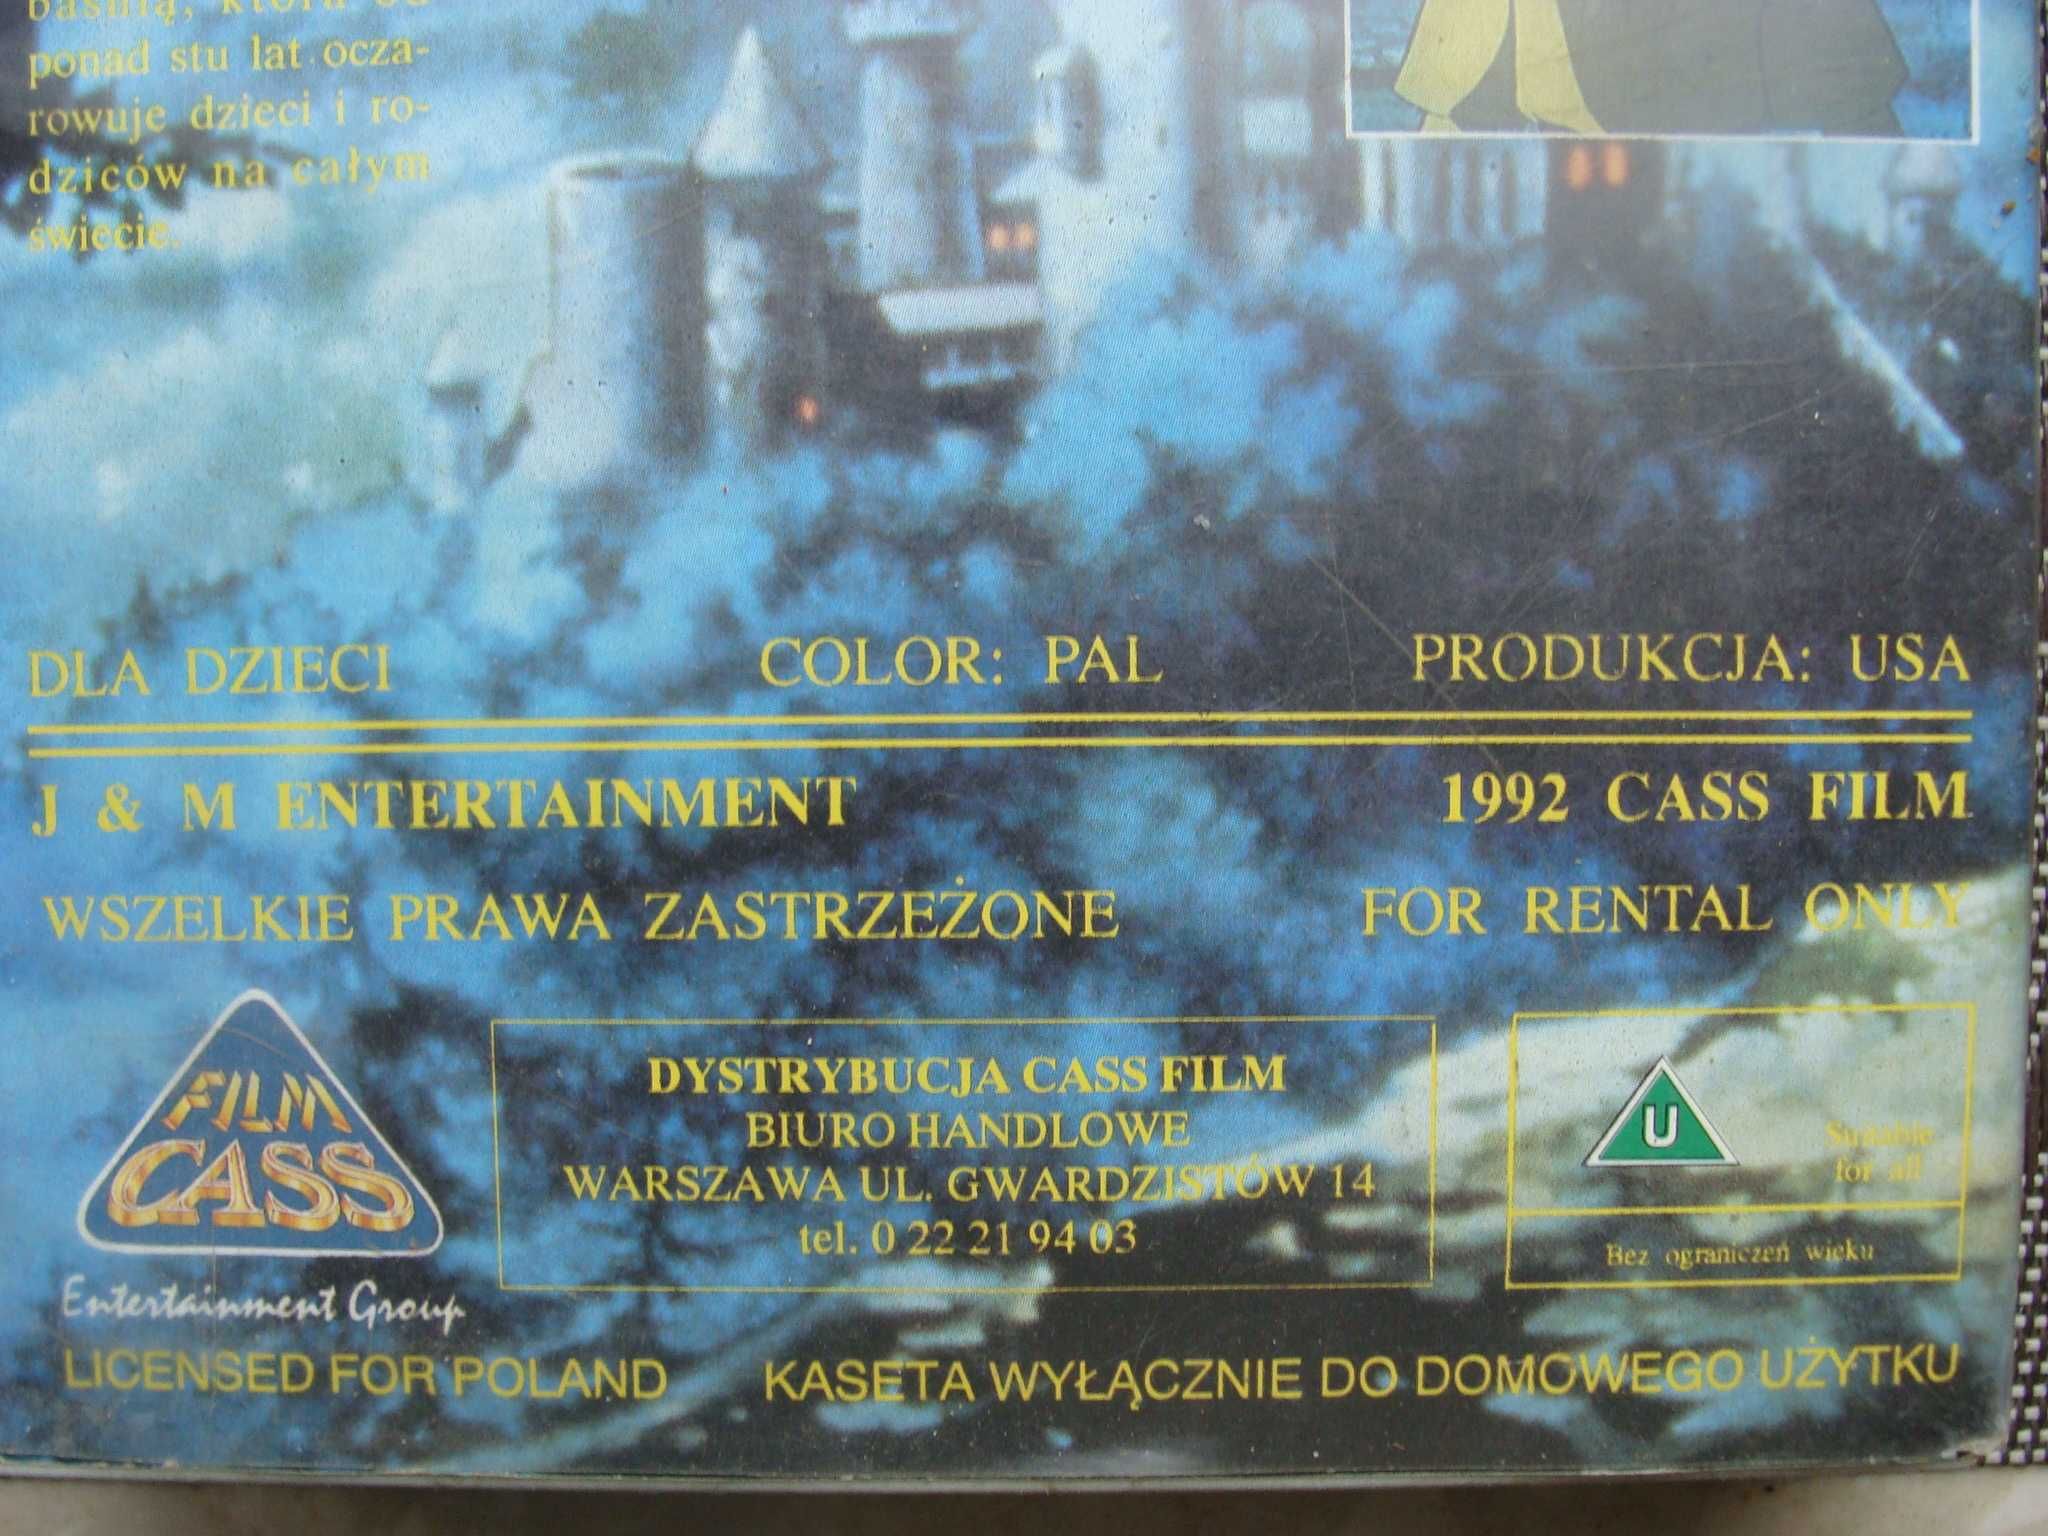 baśnią, która od
ponad stu lat ocza-
rowuje dzieci i ro-
dziców na całym
świecie.
DLA DZIECI COLOR: PAL PRODUKCJA: USA
J & M ENTERTAINMENT 1992 CASS FILM
WSZELKIE PRAWA ZASTRZEŻONE FOR RENTAL ONLY
FILM
CASS
Entertainment Group
DYSTRYBUCJA CASS FILM
BIURO HANDLOWE
WARSZAWA UL. GWARDZISTÓW 14
tel. 0 22 21 94 03
U
Suitable
for all
Bez ograniczeń wieku
LICENSED FOR POLAND KASETA WYŁĄCZNIE DO DOMOWEGO UŻYTKU